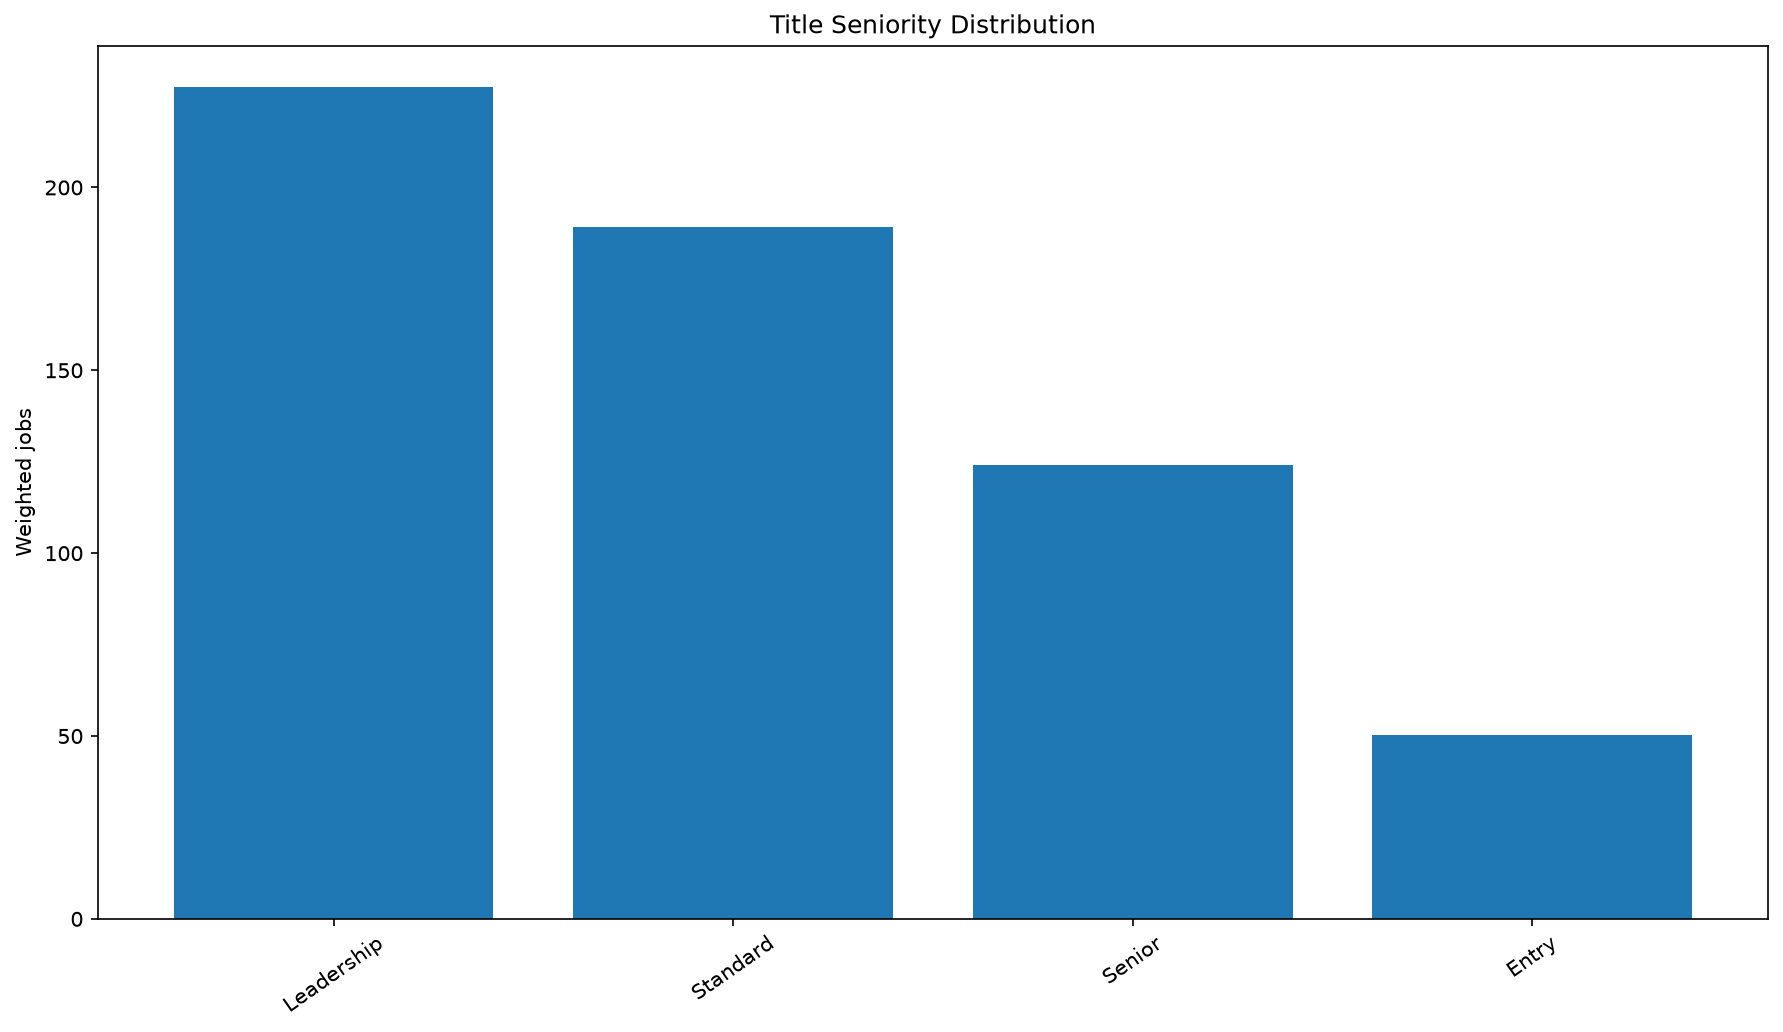 Title Seniority Distribution
Weighted jobs
200
150
100
50
0
Leadership
Standard
Senior
Entry